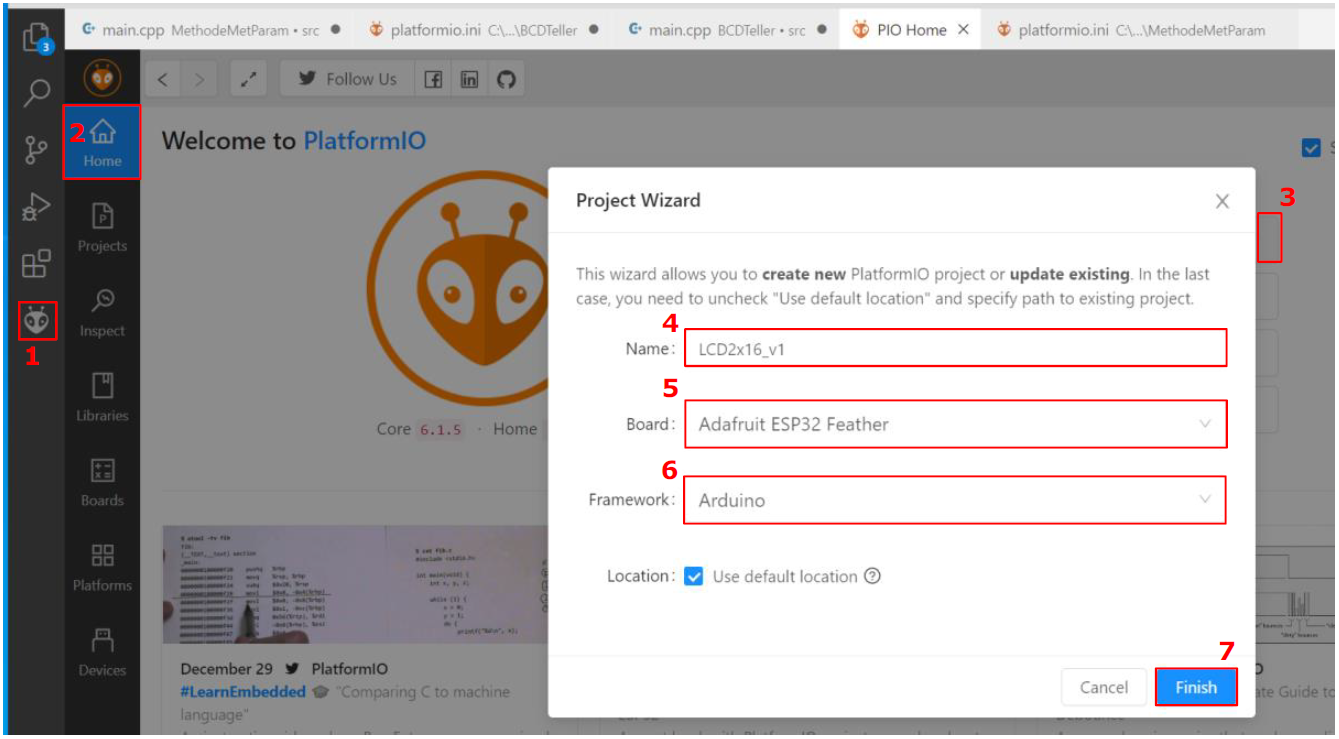 main.cpp MethodeMetParam • src
platformio.ini C:\...\BCDTeller
main.cpp BCDTeller • src
PIO Home
platformio.ini C:\...\MethodeMetParam
3
Follow Us
2
Home
Welcome to PlatformIO
Projects
Inspect
1
Libraries
Boards
Platforms
Devices
Core 6.1.5 · Home
Project Wizard
3
This wizard allows you to create new PlatformIO project or update existing. In the last
case, you need to uncheck "Use default location" and specify path to existing project.
4
Name: LCD2x16_v1
5
Board: Adafruit ESP32 Feather
6
Framework: Arduino
Location: Use default location
7
Cancel
Finish
December 29 PlatformIO
#LearnEmbedded "Comparing C to machine
language"
ate Guide to